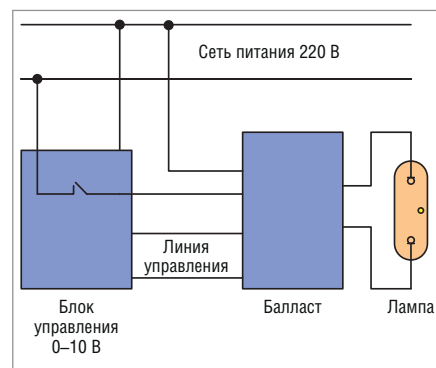 Сеть питания 220 В
Линия
управления
Блок
управления
0–10 В
Балласт
Лампа